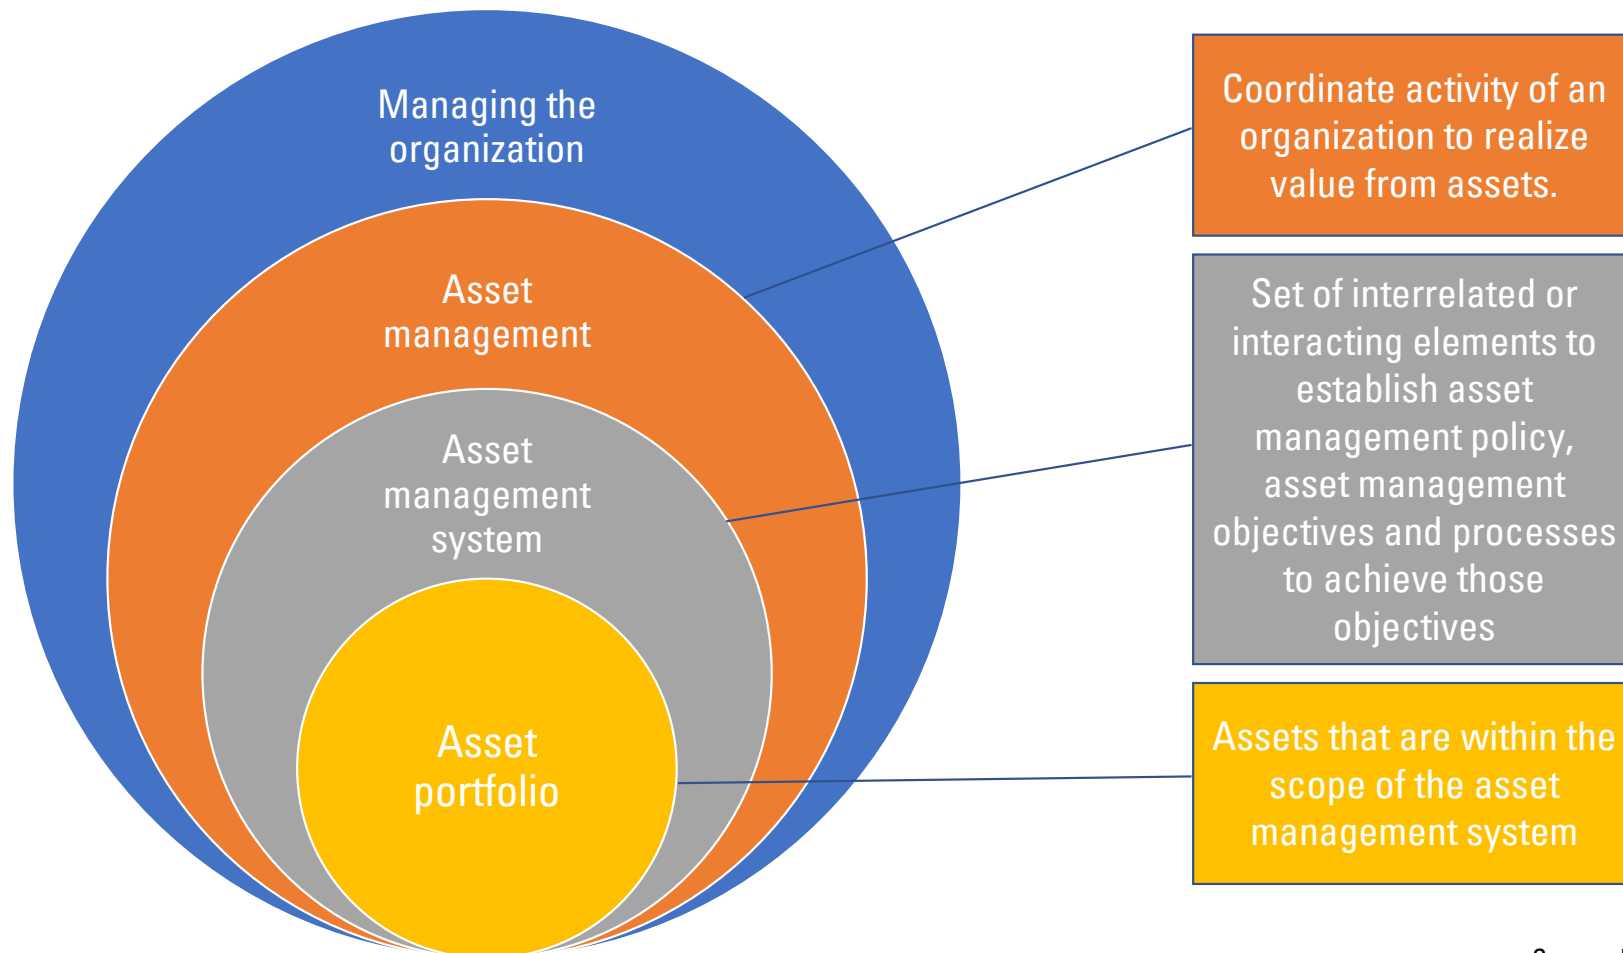 Managing the
organization
Asset
management
Asset
management
system
Asset
portfolio
Coordinate activity of an
organization to realize
value from assets.
Set of interrelated or
interacting elements to
establish asset
management policy,
asset management
objectives and processes
to achieve those
objectives
Assets that are within the
scope of the asset
management system